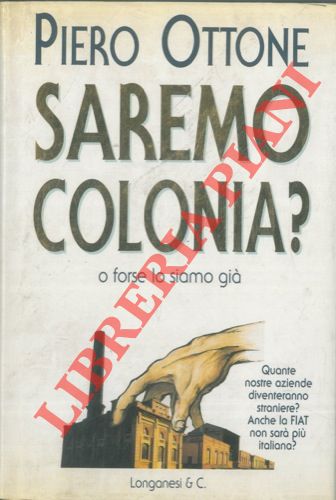 PIERO OTTONE
SAREMO
COLONIA?
o forse lo siamo già
LIBRERIA PIANI
Quante
nostre aziende
diventeranno
straniere?
Anche la FIAT
non sarà più
italiana?
Longanesi & C.